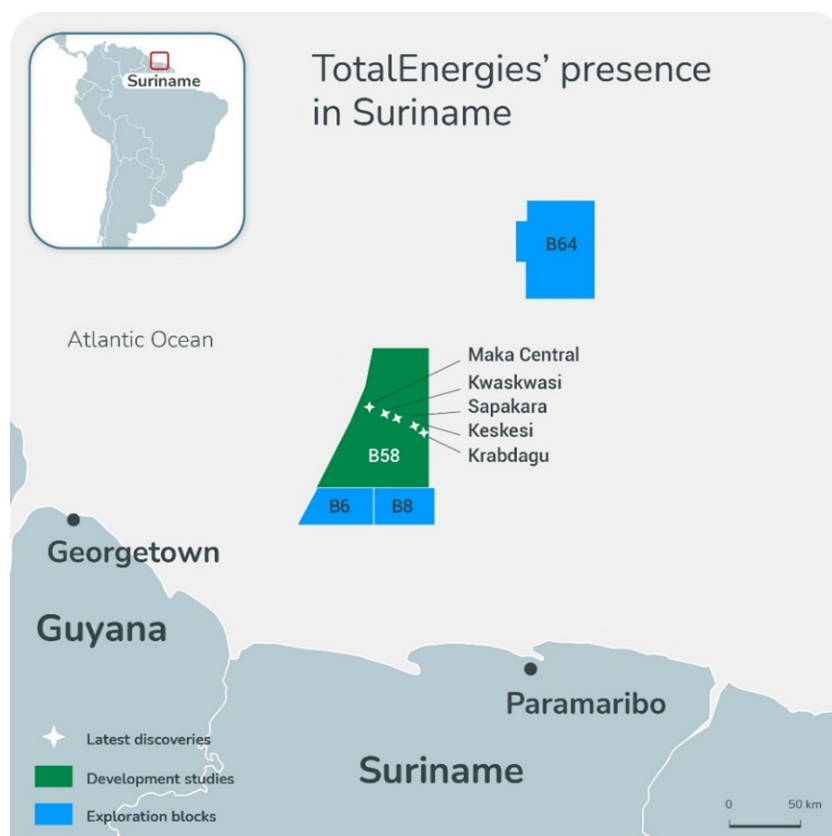 Suriname
TotalEnergies’ presence
in Suriname
B64
Atlantic Ocean
Maka Central
Kwaskwasi
Sapakara
Keskesi
Krabdagu
B58
B6
B8
Georgetown
Guyana
Paramaribo
Suriname
Latest discoveries
Development studies
Exploration blocks
0
50 km